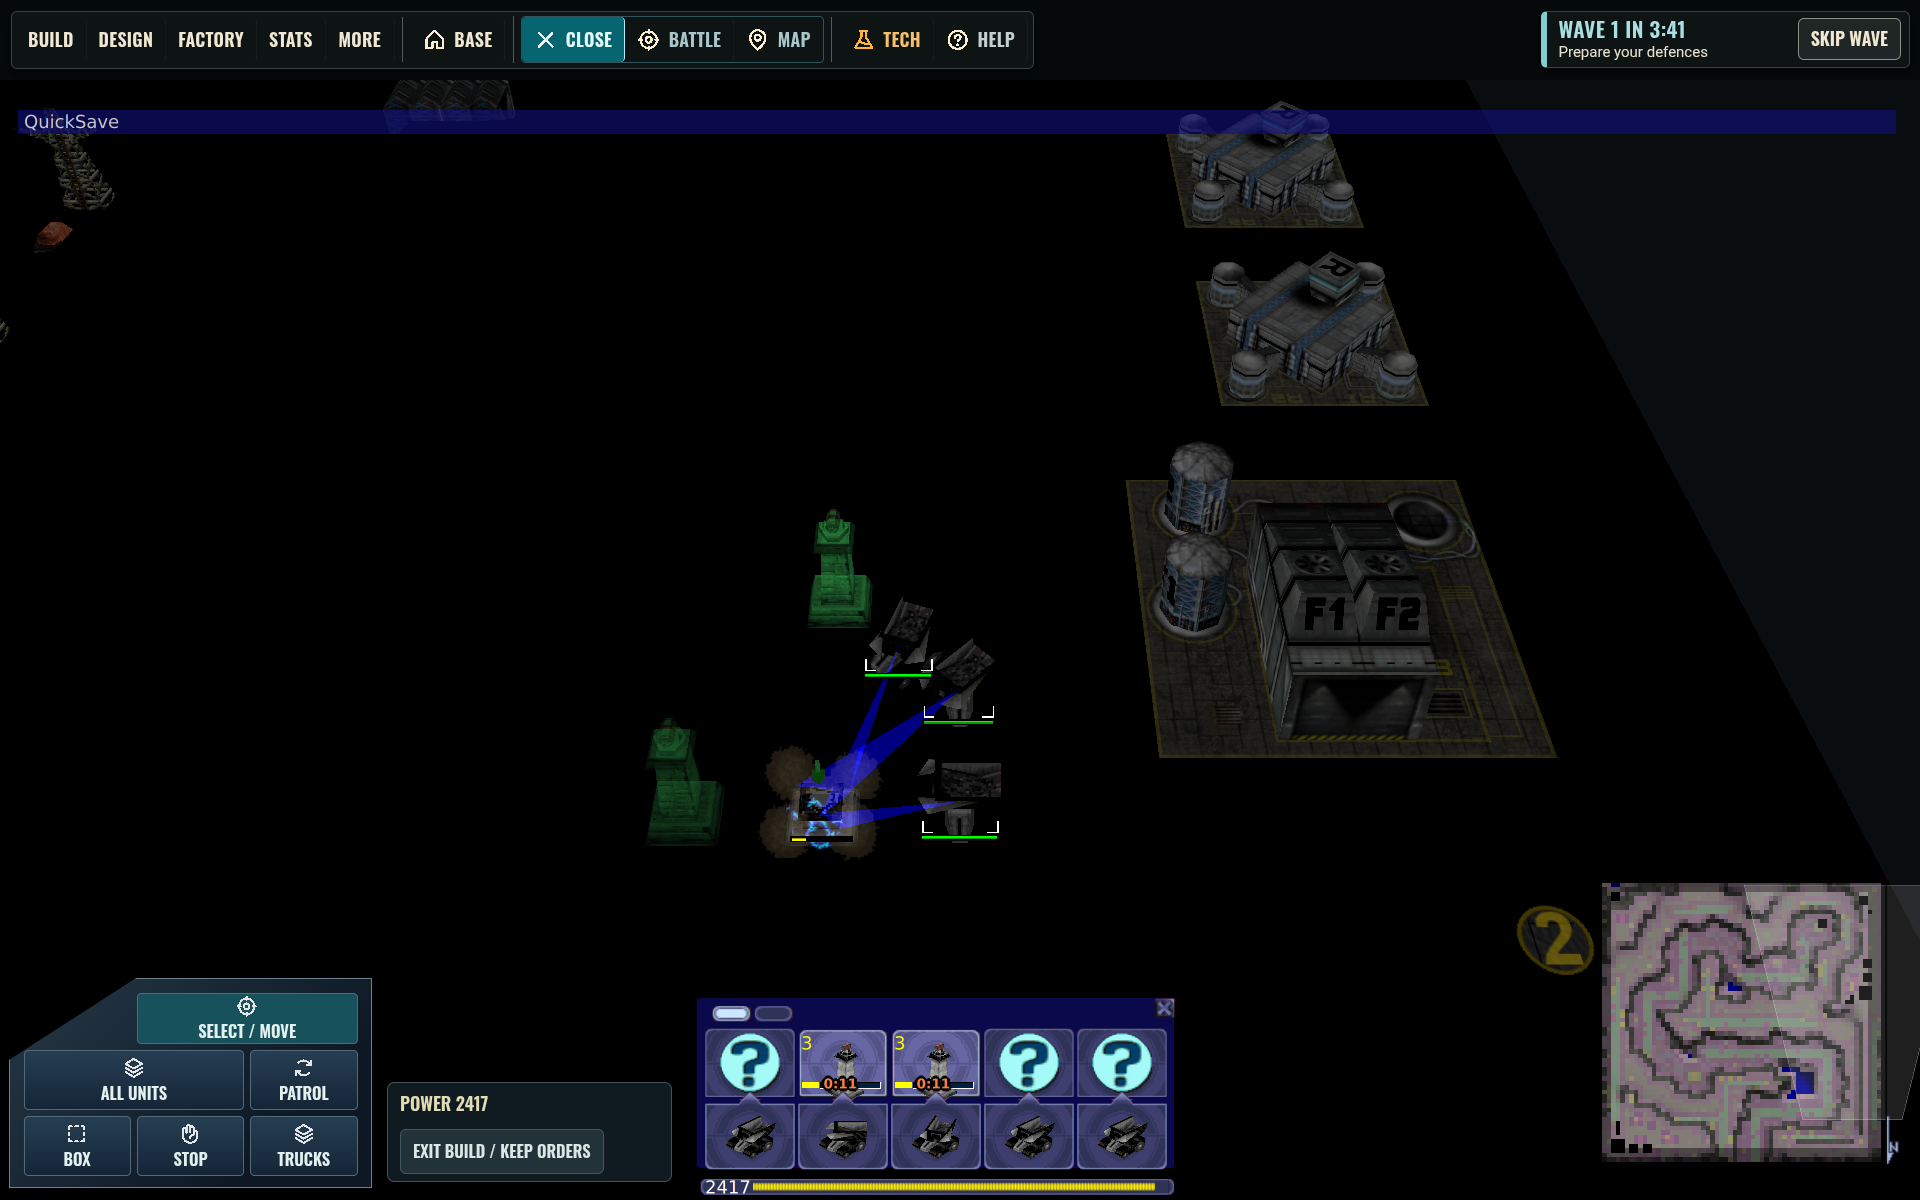 BUILD DESIGN FACTORY STATS MORE BASE CLOSE BATTLE MAP TECH HELP
WAVE 1 IN 3:41
Prepare your defences
SKIP WAVE
QuickSave
R
R
F1 F2
2
SELECT / MOVE
ALL UNITS
PATROL
BOX
STOP
TRUCKS
POWER 2417
EXIT BUILD / KEEP ORDERS
? 3 0:11 3 0:11 ? ?
2417
N